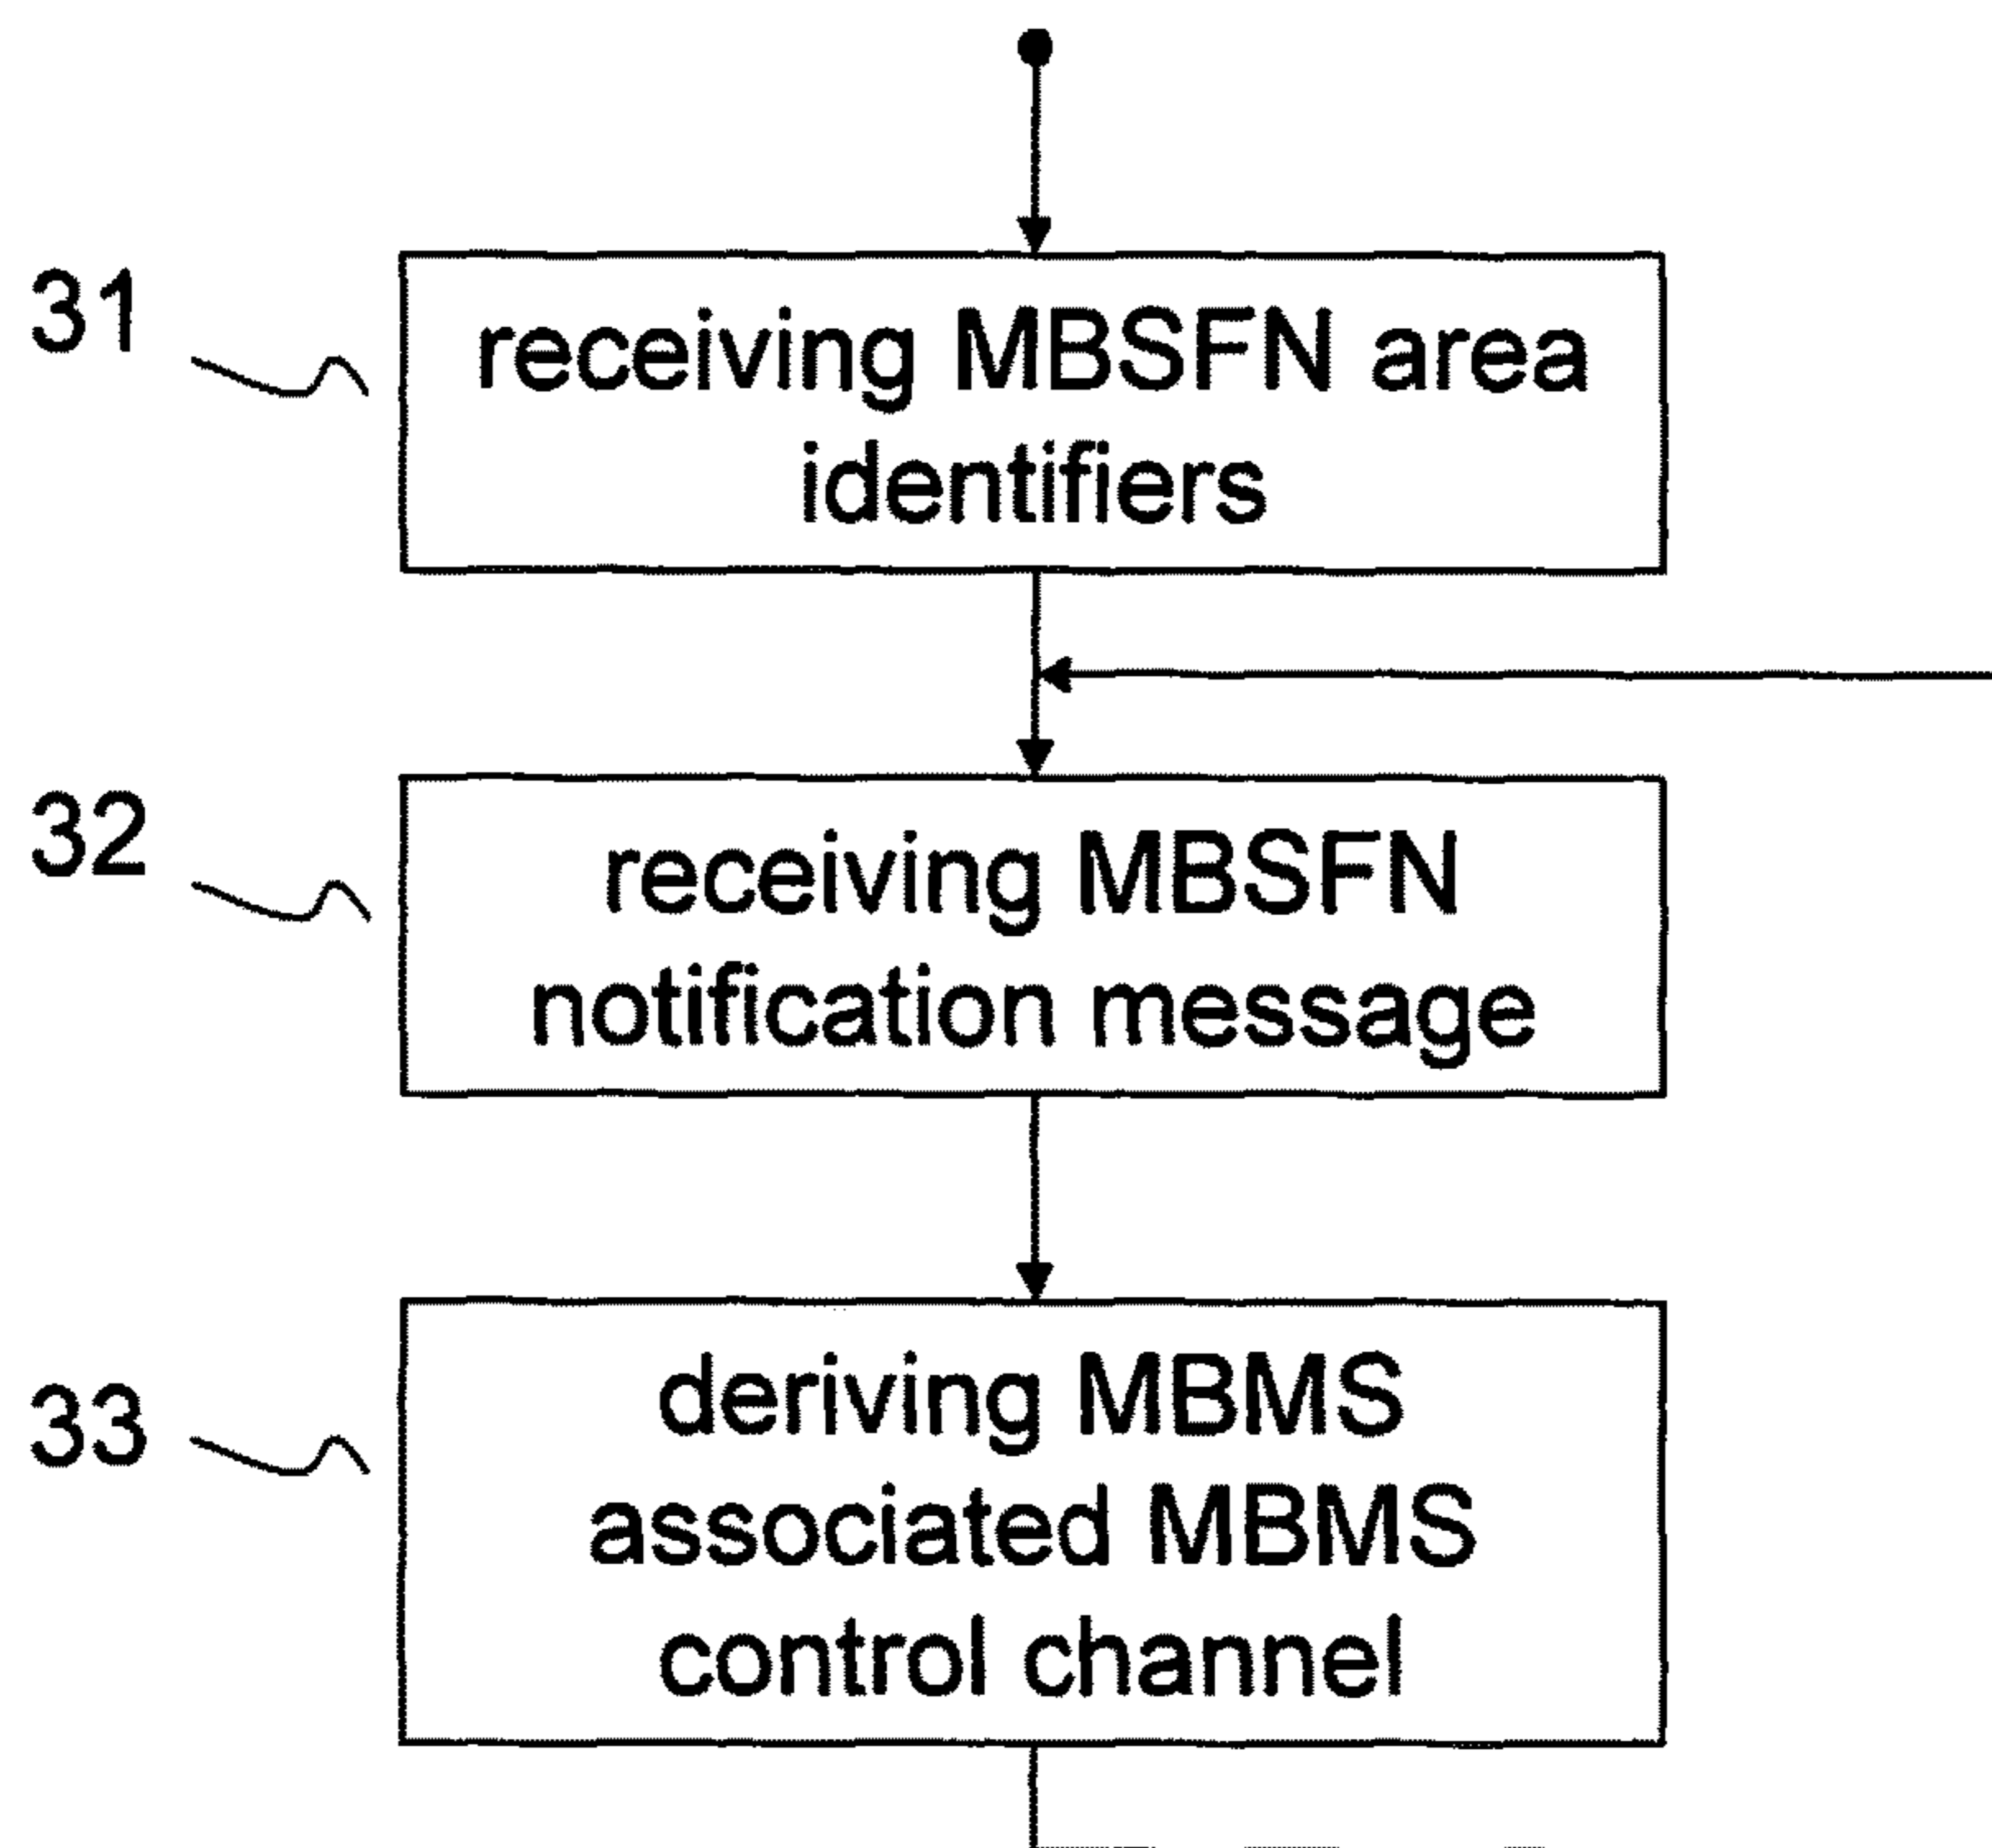 31
receiving MBSFN area
identifiers
32
receiving MBSFN
notification message
33
deriving MBMS
associated MBMS
control channel